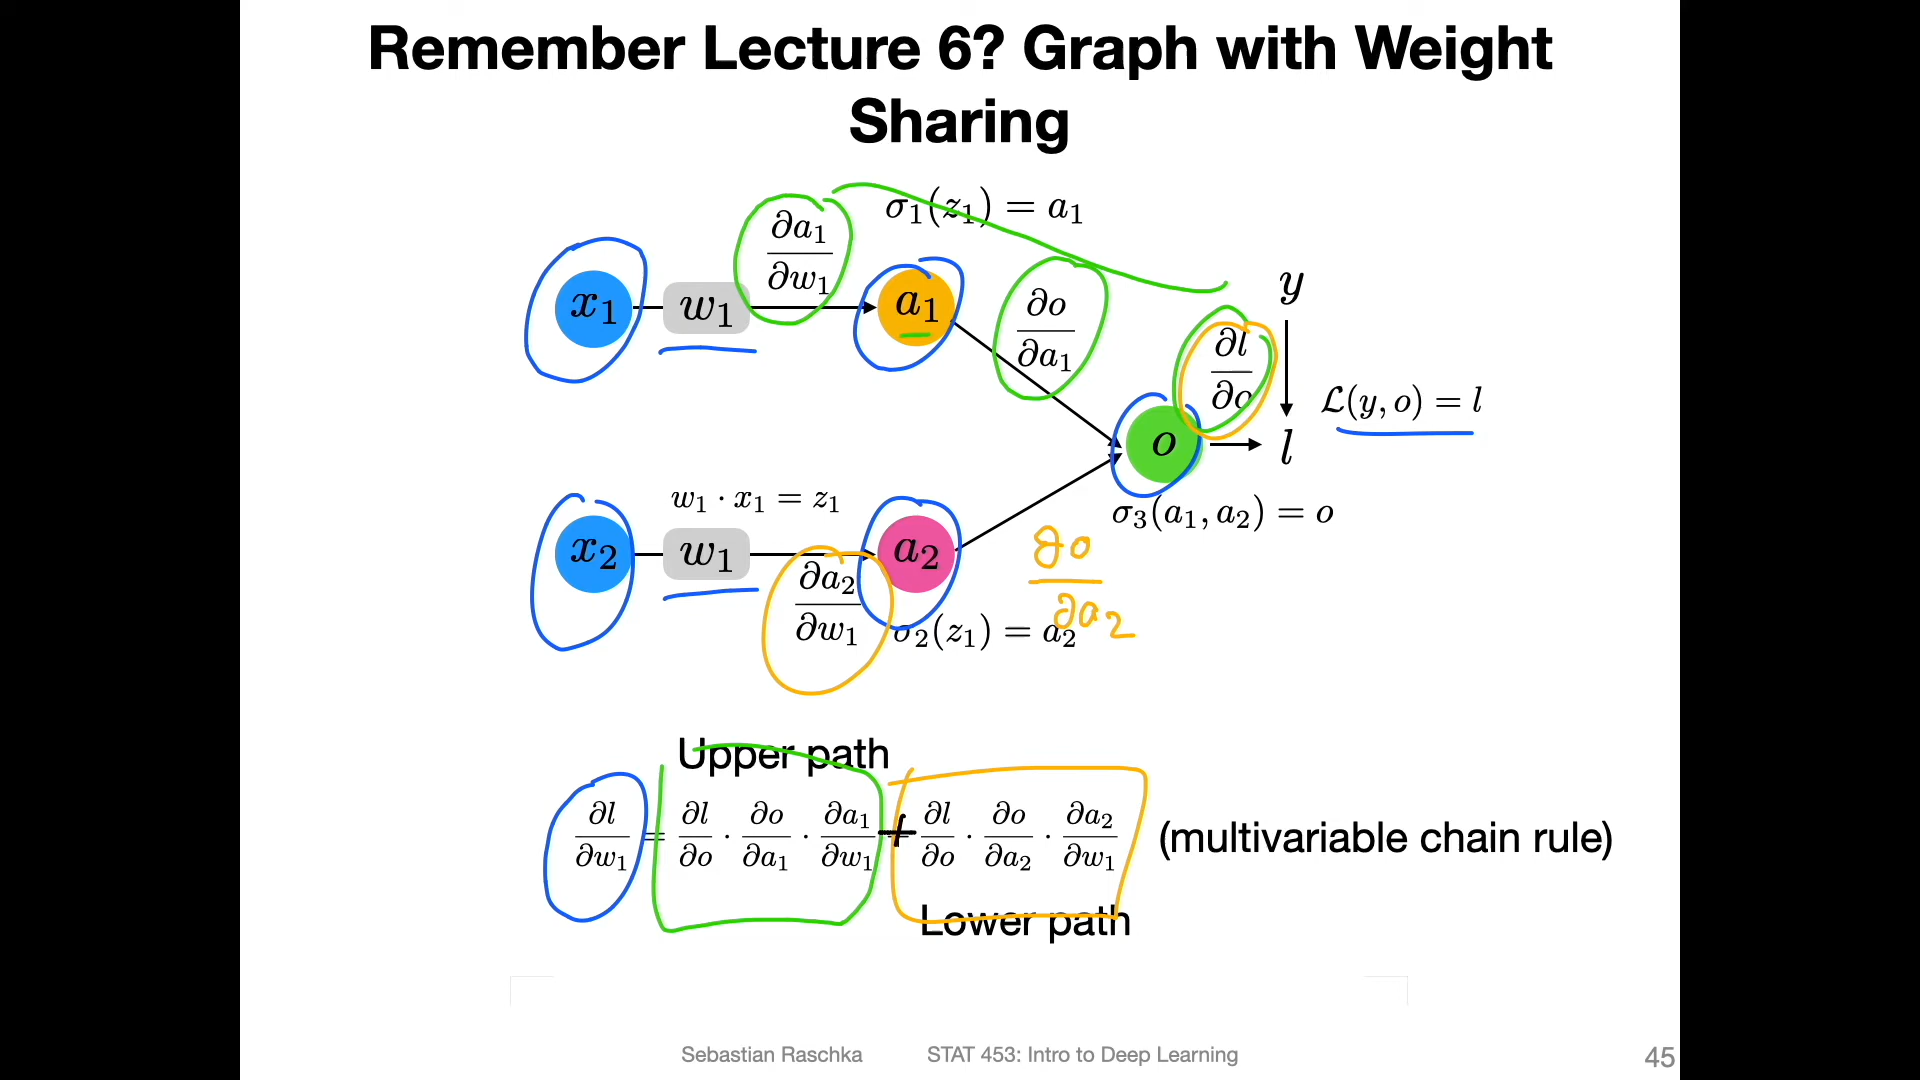 Remember Lecture 6? Graph with Weight
Sharing
σ₁(z₁) = a₁
∂a₁/∂w₁
x₁
w₁
a₁
∂o/∂a₁
y
∂l/∂o
ℒ(y, o) = l
o
l
w₁ · x₁ = z₁
σ₃(a₁, a₂) = o
x₂
w₁
a₂
∂o/∂a₂
∂a₂/∂w₁
σ₂(z₁) = a₂
Upper path
∂l/∂w₁ = ∂l/∂o · ∂o/∂a₁ · ∂a₁/∂w₁ + ∂l/∂o · ∂o/∂a₂ · ∂a₂/∂w₁ (multivariable chain rule)
Lower path
Sebastian Raschka STAT 453: Intro to Deep Learning 45